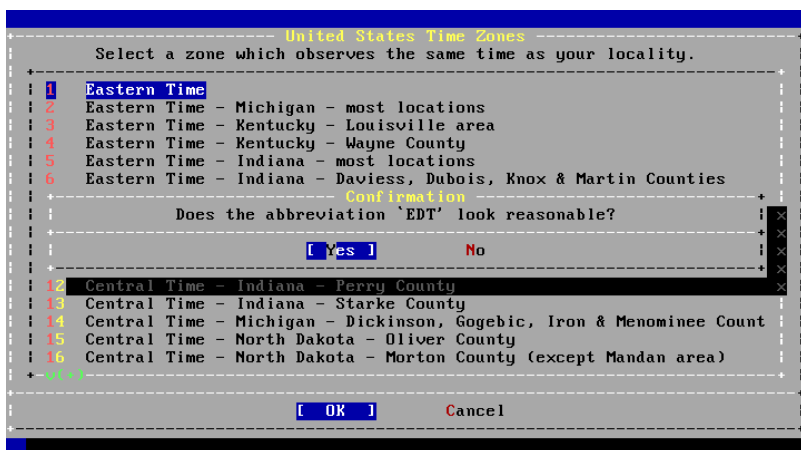 United States Time Zones
Select a zone which observes the same time as your locality.
1 Eastern Time
2 Eastern Time - Michigan - most locations
3 Eastern Time - Kentucky - Louisville area
4 Eastern Time - Kentucky - Wayne County
5 Eastern Time - Indiana - most locations
6 Eastern Time - Indiana - Daviess, Dubois, Knox & Martin Counties
Confirmation
Does the abbreviation `EDT' look reasonable?
[ Yes ] No
12 Central Time - Indiana - Perry County
13 Central Time - Indiana - Starke County
14 Central Time - Michigan - Dickinson, Gogebic, Iron & Menominee Count
15 Central Time - North Dakota - Oliver County
16 Central Time - North Dakota - Morton County (except Mandan area)
v(+)
[ OK ] Cancel